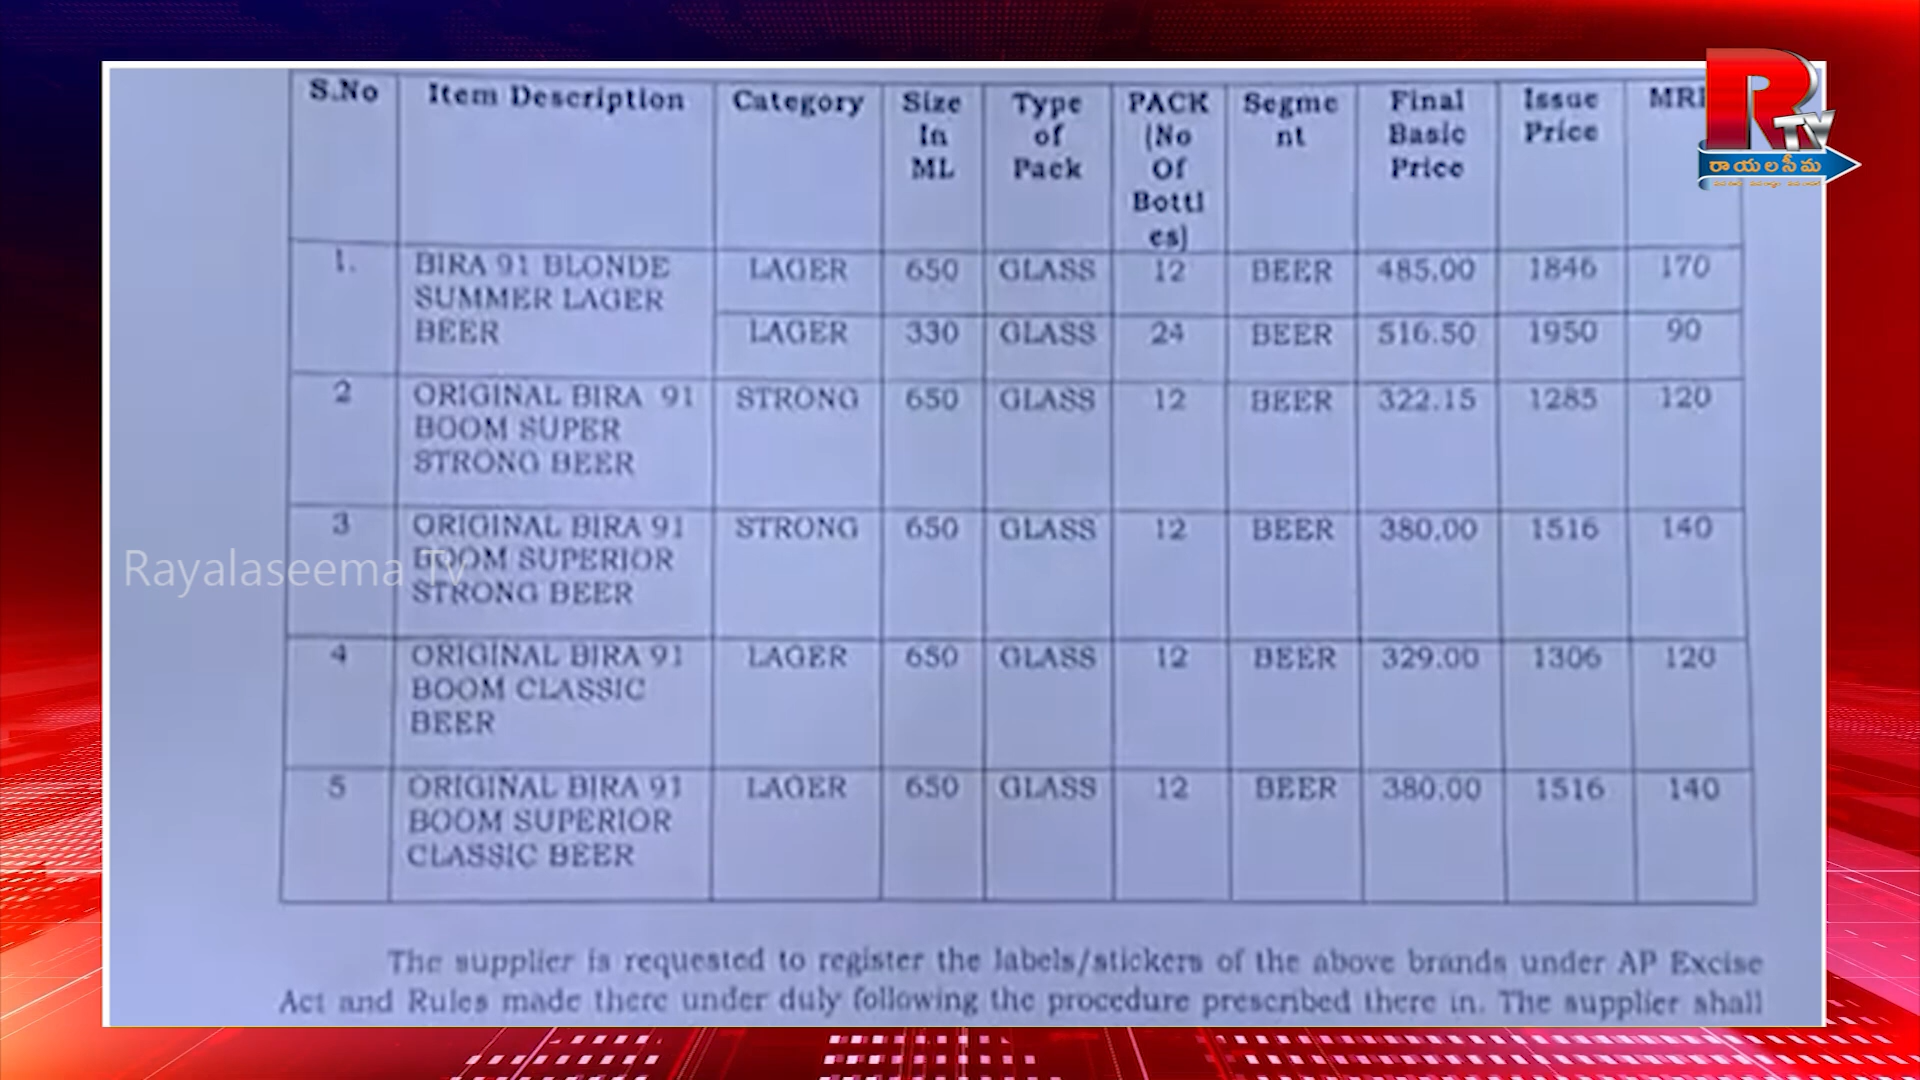 S.No Item Description Category Size In ML Type of Pack PACK (No Of Bottl es) Segme nt Final Basic Price Issue Price MRP
1. BIRA 91 BLONDE SUMMER LAGER BEER LAGER 650 GLASS 12 BEER 485.00 1846 170
LAGER 330 GLASS 24 BEER 516.50 1950 90
2 ORIGINAL BIRA 91 BOOM SUPER STRONG BEER STRONG 650 GLASS 12 BEER 322.15 1285 120
3 ORIGINAL BIRA 91 BOOM SUPERIOR STRONG BEER STRONG 650 GLASS 12 BEER 380.00 1516 140
4 ORIGINAL BIRA 91 BOOM CLASSIC BEER LAGER 650 GLASS 12 BEER 329.00 1306 120
5 ORIGINAL BIRA 91 BOOM SUPERIOR CLASSIC BEER LAGER 650 GLASS 12 BEER 380.00 1516 140
The supplier is requested to register the labels/stickers of the above brands under AP Excise
Act and Rules made there under duly following the procedure prescribed there in. The supplier shall
Rayalaseema Tv
RTV
రాయలసీమ